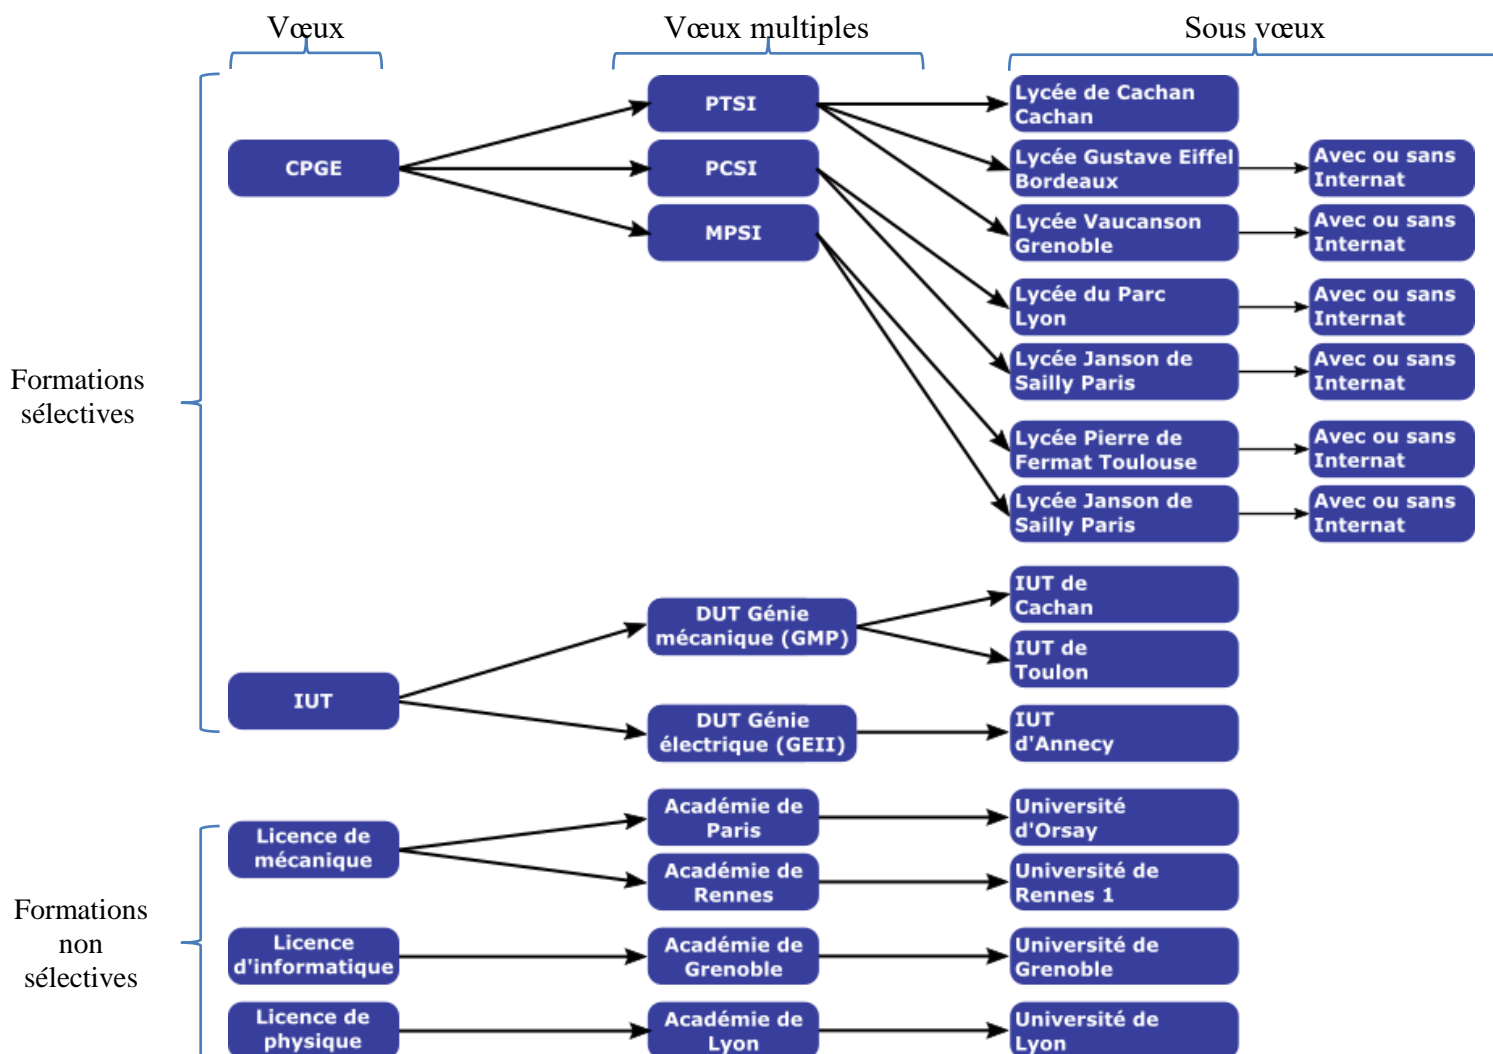 Vœux
Vœux multiples
Sous vœux
Formations
sélectives
CPGE
PTSI
PCSI
MPSI
Lycée de Cachan
Cachan
Lycée Gustave Eiffel
Bordeaux
Avec ou sans
Internat
Lycée Vaucanson
Grenoble
Avec ou sans
Internat
Lycée du Parc
Lyon
Avec ou sans
Internat
Lycée Janson de
Sailly Paris
Avec ou sans
Internat
Lycée Pierre de
Fermat Toulouse
Avec ou sans
Internat
Lycée Janson de
Sailly Paris
Avec ou sans
Internat
IUT
DUT Génie
mécanique (GMP)
IUT de
Cachan
IUT de
Toulon
DUT Génie
électrique (GEII)
IUT
d'Annecy
Formations
non
sélectives
Licence de
mécanique
Académie de
Paris
Université
d'Orsay
Académie de
Rennes
Université de
Rennes 1
Licence
d'informatique
Académie de
Grenoble
Université de
Grenoble
Licence de
physique
Académie de
Lyon
Université de
Lyon